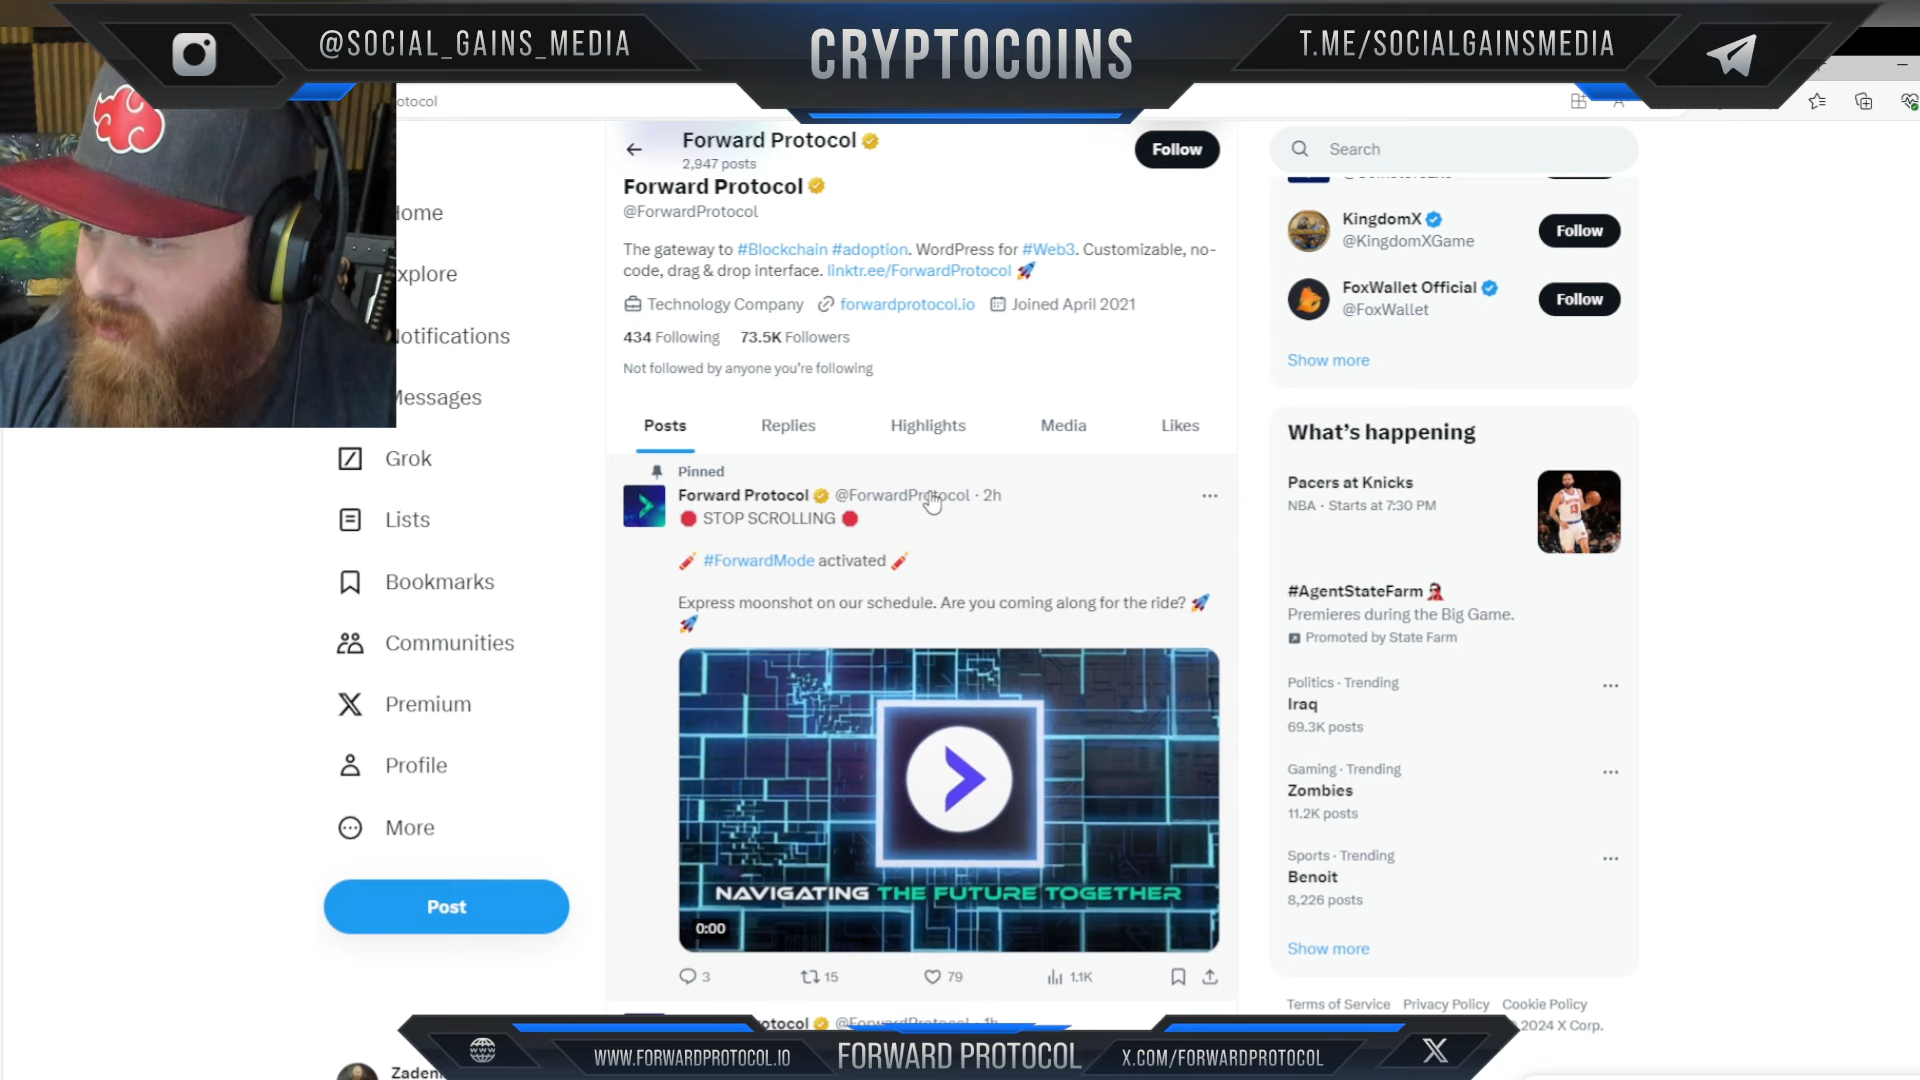 @SOCIAL_GAINS_MEDIA
CRYPTOCOINS
T.ME/SOCIALGAINSMEDIA
otocol
Home
Explore
Notifications
Messages
Grok
Lists
Bookmarks
Communities
Premium
Profile
More
Post
Zaden
Forward Protocol
2,947 posts
Follow
Forward Protocol
@ForwardProtocol
The gateway to #Blockchain #adoption. WordPress for #Web3. Customizable, no-
code, drag & drop interface. linktr.ee/ForwardProtocol 🚀
Technology Company forwardprotocol.io Joined April 2021
434 Following 73.5K Followers
Not followed by anyone you're following
Posts Replies Highlights Media Likes
Pinned
Forward Protocol @ForwardProtocol · 2h
🛑 STOP SCROLLING 🛑
🧨 #ForwardMode activated 🧨
Express moonshot on our schedule. Are you coming along for the ride? 🚀
🚀
NAVIGATING THE FUTURE TOGETHER
0:00
3 15 79 1.1K
otocol @ForwardProtocol · 1h
Search
KingdomX
@KingdomXGame
Follow
FoxWallet Official
@FoxWallet
Follow
Show more
What's happening
Pacers at Knicks
NBA · Starts at 7:30 PM
#AgentStateFarm
Premieres during the Big Game.
Promoted by State Farm
Politics · Trending
Iraq
69.3K posts
Gaming · Trending
Zombies
11.2K posts
Sports · Trending
Benoit
8,226 posts
Show more
Terms of Service Privacy Policy Cookie Policy
2024 X Corp.
WWW.FORWARDPROTOCOL.IO
FORWARD PROTOCOL
X.COM/FORWARDPROTOCOL